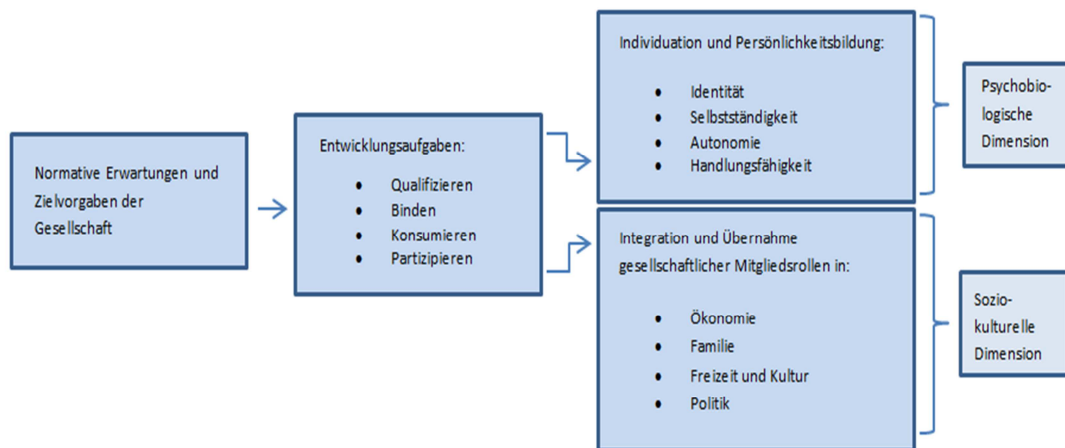 Normative Erwartungen und
Zielvorgaben der
Gesellschaft
Entwicklungsaufgaben:
• Qualifizieren
• Binden
• Konsumieren
• Partizipieren
Individuation und Persönlichkeitsbildung:
• Identität
• Selbstständigkeit
• Autonomie
• Handlungsfähigkeit
Psychobio-
logische
Dimension
Integration und Übernahme
gesellschaftlicher Mitgliedsrollen in:
• Ökonomie
• Familie
• Freizeit und Kultur
• Politik
Sozio-
kulturelle
Dimension